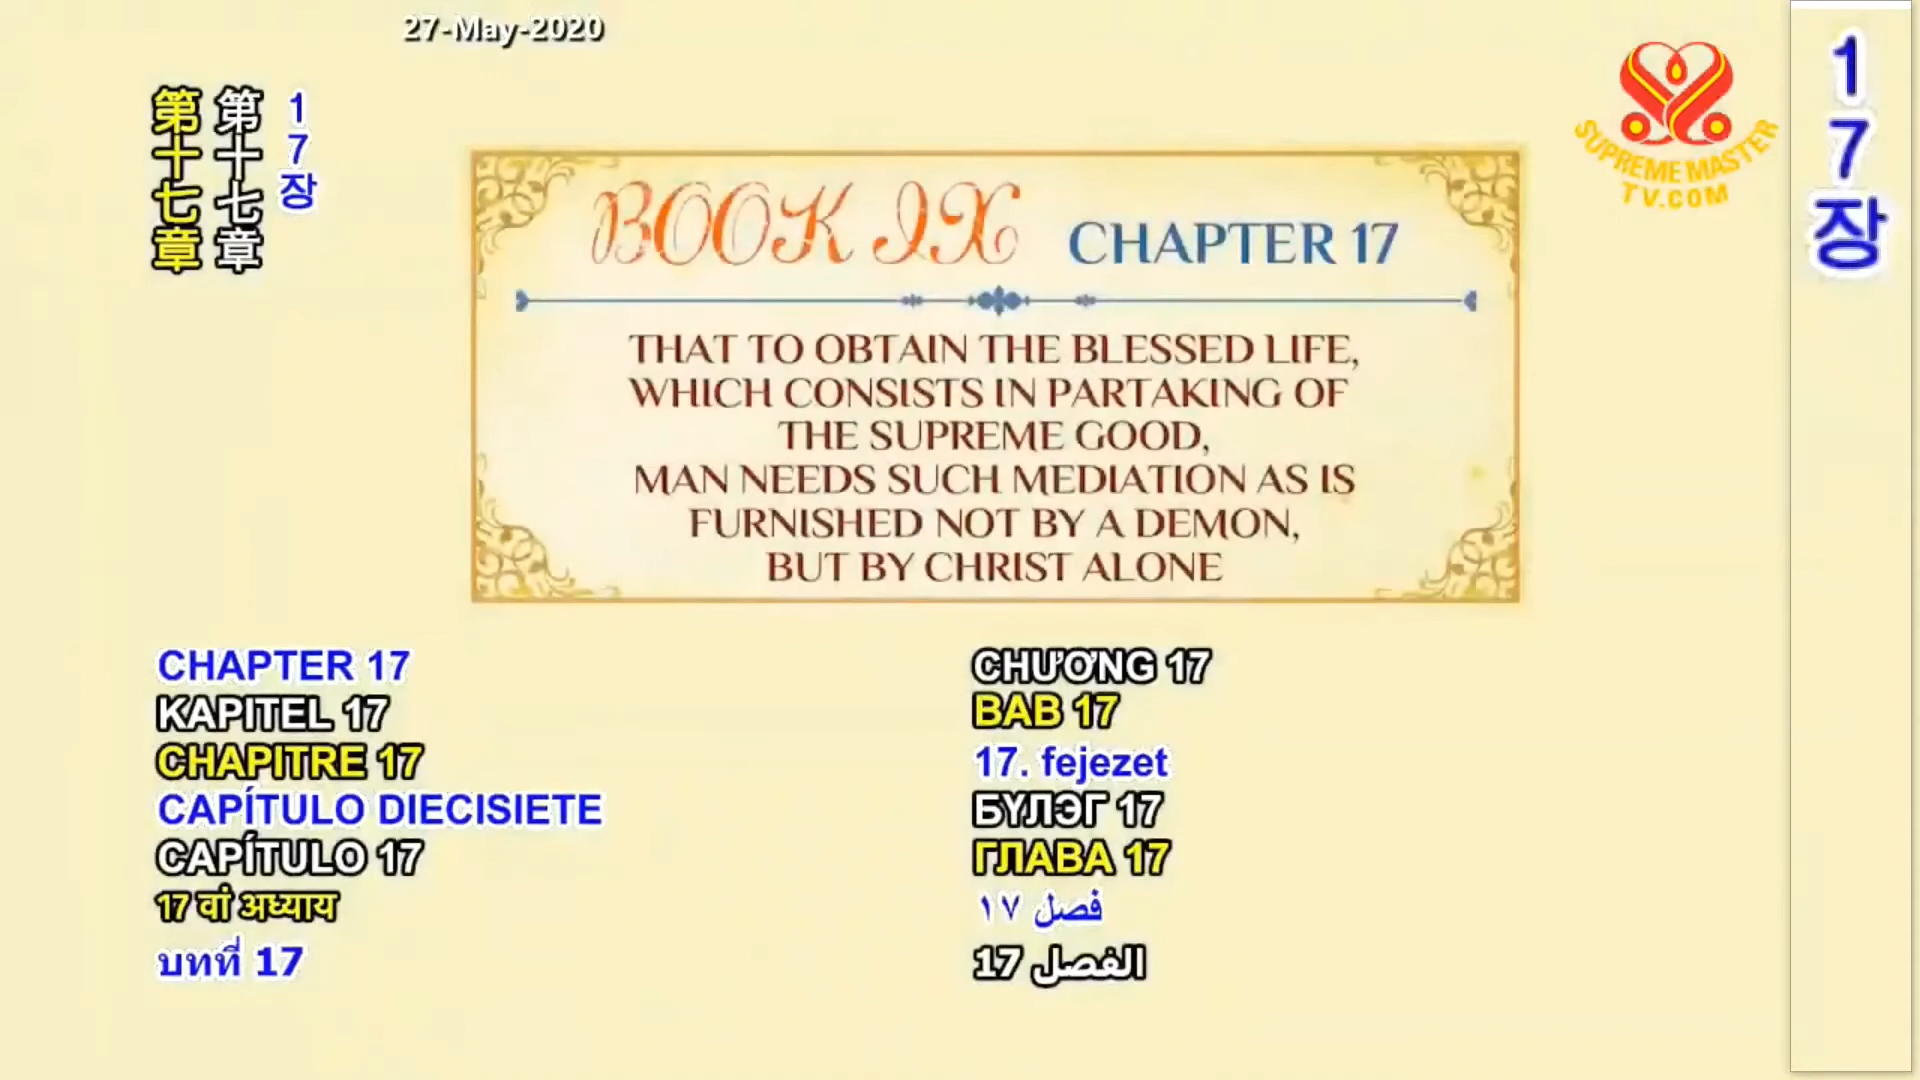 27-May-2020
第十七章
第十七章
17장
SUPREME MASTER
TV.COM
17장
BOOK IX CHAPTER 17
THAT TO OBTAIN THE BLESSED LIFE,
WHICH CONSISTS IN PARTAKING OF
THE SUPREME GOOD,
MAN NEEDS SUCH MEDIATION AS IS
FURNISHED NOT BY A DEMON,
BUT BY CHRIST ALONE
CHAPTER 17
KAPITEL 17
CHAPITRE 17
CAPÍTULO DIECISIETE
CAPÍTULO 17
17 वां अध्याय
บทที่ 17
CHƯƠNG 17
BAB 17
17. fejezet
БҮЛЭГ 17
ГЛАВА 17
فصل ١٧
الفصل 17